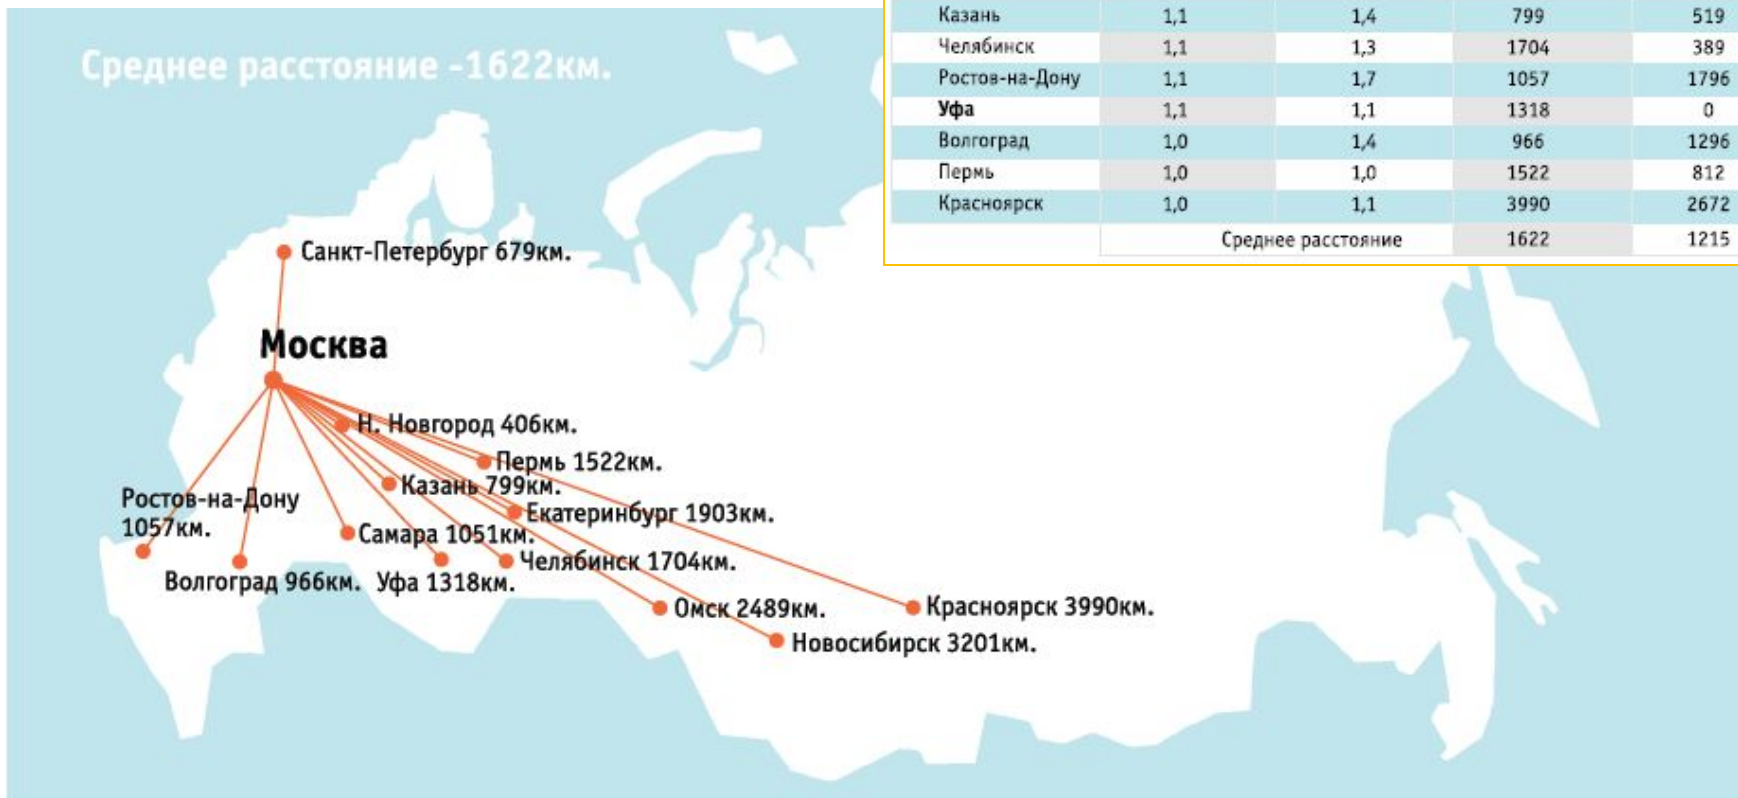 Казань 1,1 1,4 799 519
Челябинск 1,1 1,3 1704 389
Ростов-на-Дону 1,1 1,7 1057 1796
Уфа 1,1 1,1 1318 0
Волгоград 1,0 1,4 966 1296
Пермь 1,0 1,0 1522 812
Красноярск 1,0 1,1 3990 2672
Среднее расстояние 1622 1215
Среднее расстояние -1622км.
Санкт-Петербург 679км.
Москва
Н. Новгород 406км.
Пермь 1522км.
Казань 799км.
Ростов-на-Дону
1057км.
Екатеринбург 1903км.
Самара 1051км.
Челябинск 1704км.
Волгоград 966км.
Уфа 1318км.
Омск 2489км.
Красноярск 3990км.
Новосибирск 3201км.